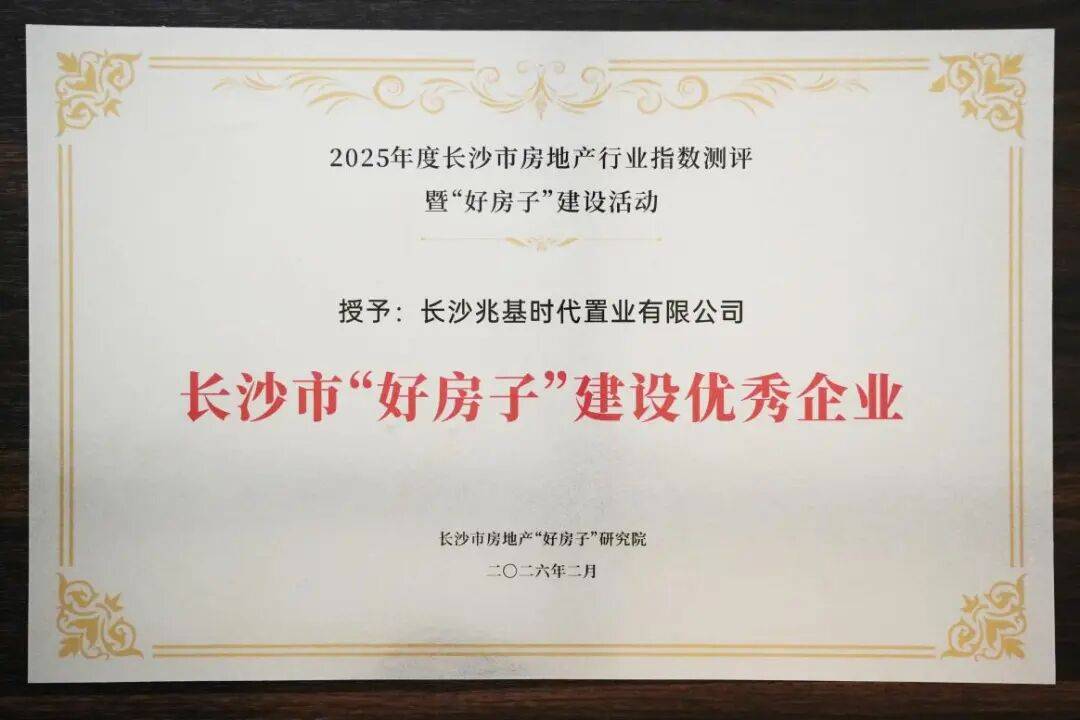 2025年度长沙市房地产行业指数测评
暨“好房子”建设活动
授予：长沙兆基时代置业有限公司
长沙市“好房子”建设优秀企业
长沙市房地产“好房子”研究院
二〇二六年二月